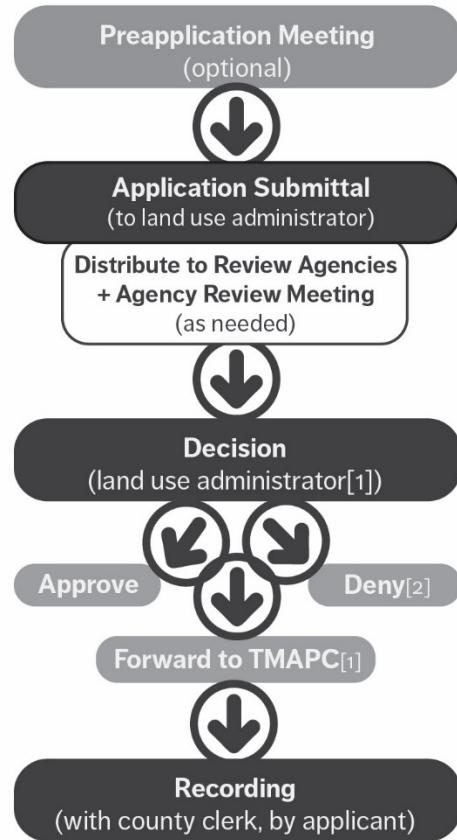 Preapplication Meeting
(optional)
Application Submittal
(to land use administrator)
Distribute to Review Agencies
+ Agency Review Meeting
(as needed)
Decision
(land use administrator[1])
Approve
Deny[2]
Forward to TMAPC[1]
Recording
(with county clerk, by applicant)